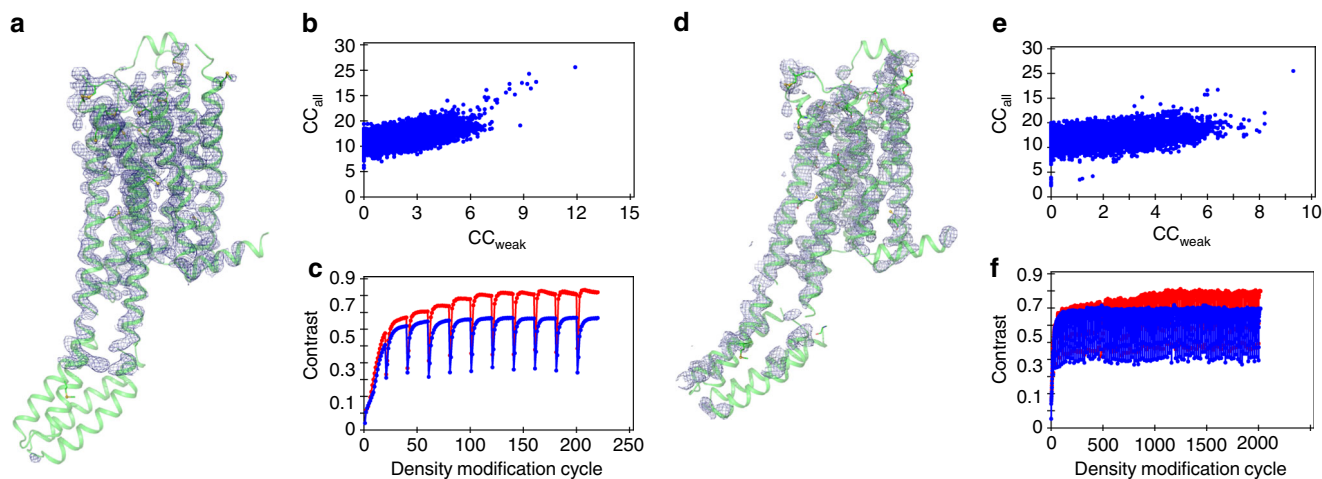 a
b
30
25
15
20
10
5
0
CC_all
0 3 6 9 12 15
CC_weak
c
0.9
0.7
0.5
0.3
0.1
0
Contrast
0 50 100 150 200 250
Density modification cycle
d
e
30
25
15
20
10
5
0
CC_all
0 2 4 6 8 10
CC_weak
f
0.9
0.7
0.5
0.3
0.1
0
Contrast
0 500 1000 1500 2000
Density modification cycle